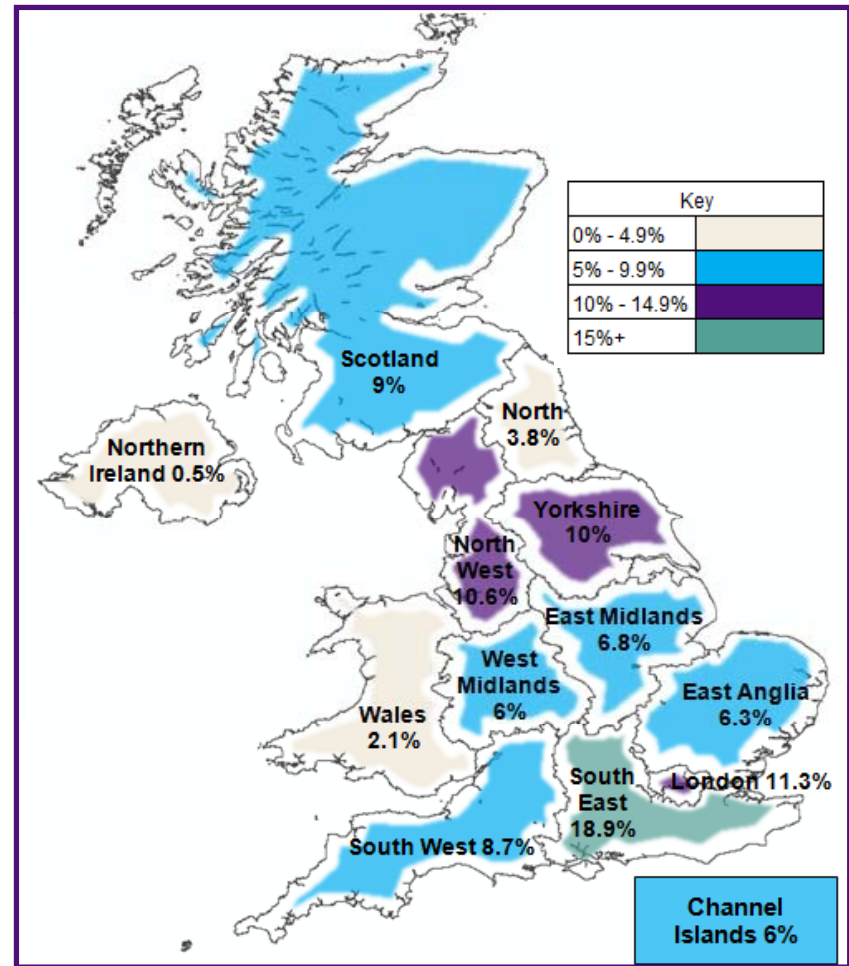 Key
0% - 4.9%
5% - 9.9%
10% - 14.9%
15%+
Scotland
9%
North
3.8%
Northern
Ireland 0.5%
Yorkshire
10%
North
West
10.6%
East Midlands
6.8%
West
Midlands
6%
East Anglia
6.3%
Wales
2.1%
London 11.3%
South
East
18.9%
South West 8.7%
Channel
Islands 6%